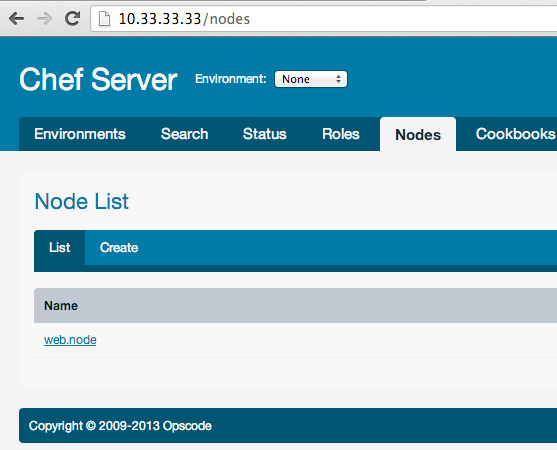 10.33.33.33/nodes
Chef Server Environment: None
Environments Search Status Roles Nodes Cookbooks
Node List
List Create
Name
web.node
Copyright © 2009-2013 Opscode